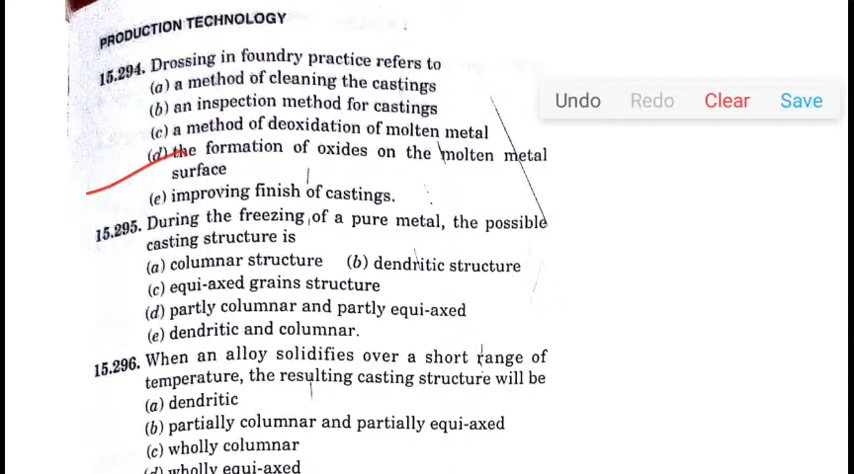 PRODUCTION TECHNOLOGY
15.294. Drossing in foundry practice refers to
(a) a method of cleaning the castings
(b) an inspection method for castings
(c) a method of deoxidation of molten metal
(d) the formation of oxides on the molten metal
surface
(e) improving finish of castings.
15.295. During the freezing of a pure metal, the possible
casting structure is
(a) columnar structure (b) dendritic structure
(c) equi-axed grains structure
(d) partly columnar and partly equi-axed
(e) dendritic and columnar.
15.296. When an alloy solidifies over a short range of
temperature, the resulting casting structure will be
(a) dendritic
(b) partially columnar and partially equi-axed
(c) wholly columnar
(d) wholly equi-axed
Undo Redo Clear Save